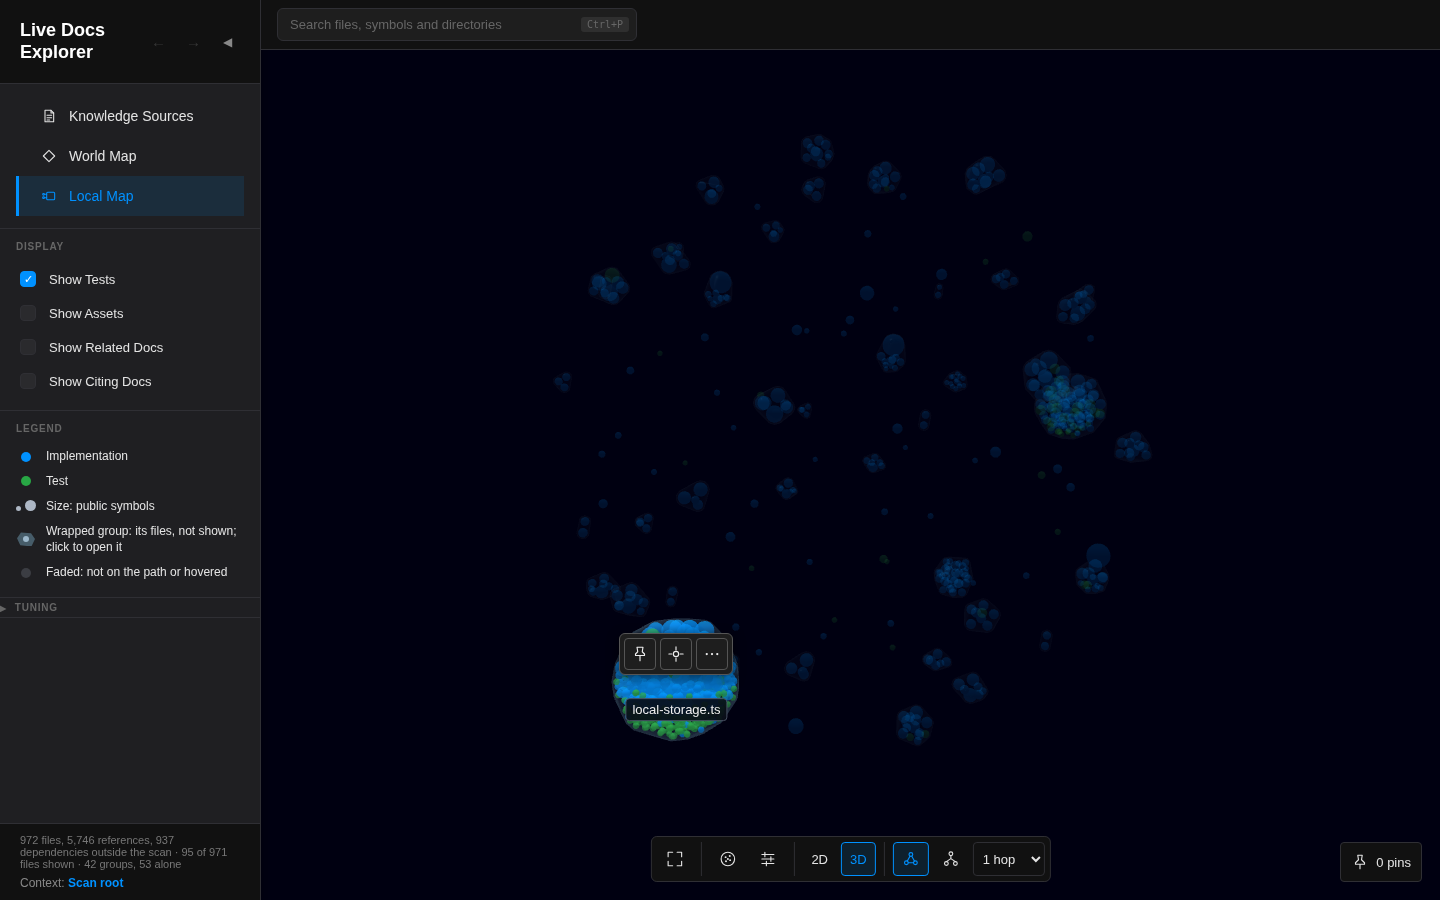 Live Docs
Explorer
Search files, symbols and directories
Ctrl+P
Knowledge Sources
World Map
Local Map
DISPLAY
Show Tests
Show Assets
Show Related Docs
Show Citing Docs
LEGEND
Implementation
Test
Size: public symbols
Wrapped group: its files, not shown;
click to open it
Faded: not on the path or hovered
TUNING
local-storage.ts
972 files, 5,746 references, 937
dependencies outside the scan · 95 of 971
files shown · 42 groups, 53 alone
Context: Scan root
2D
3D
1 hop
0 pins